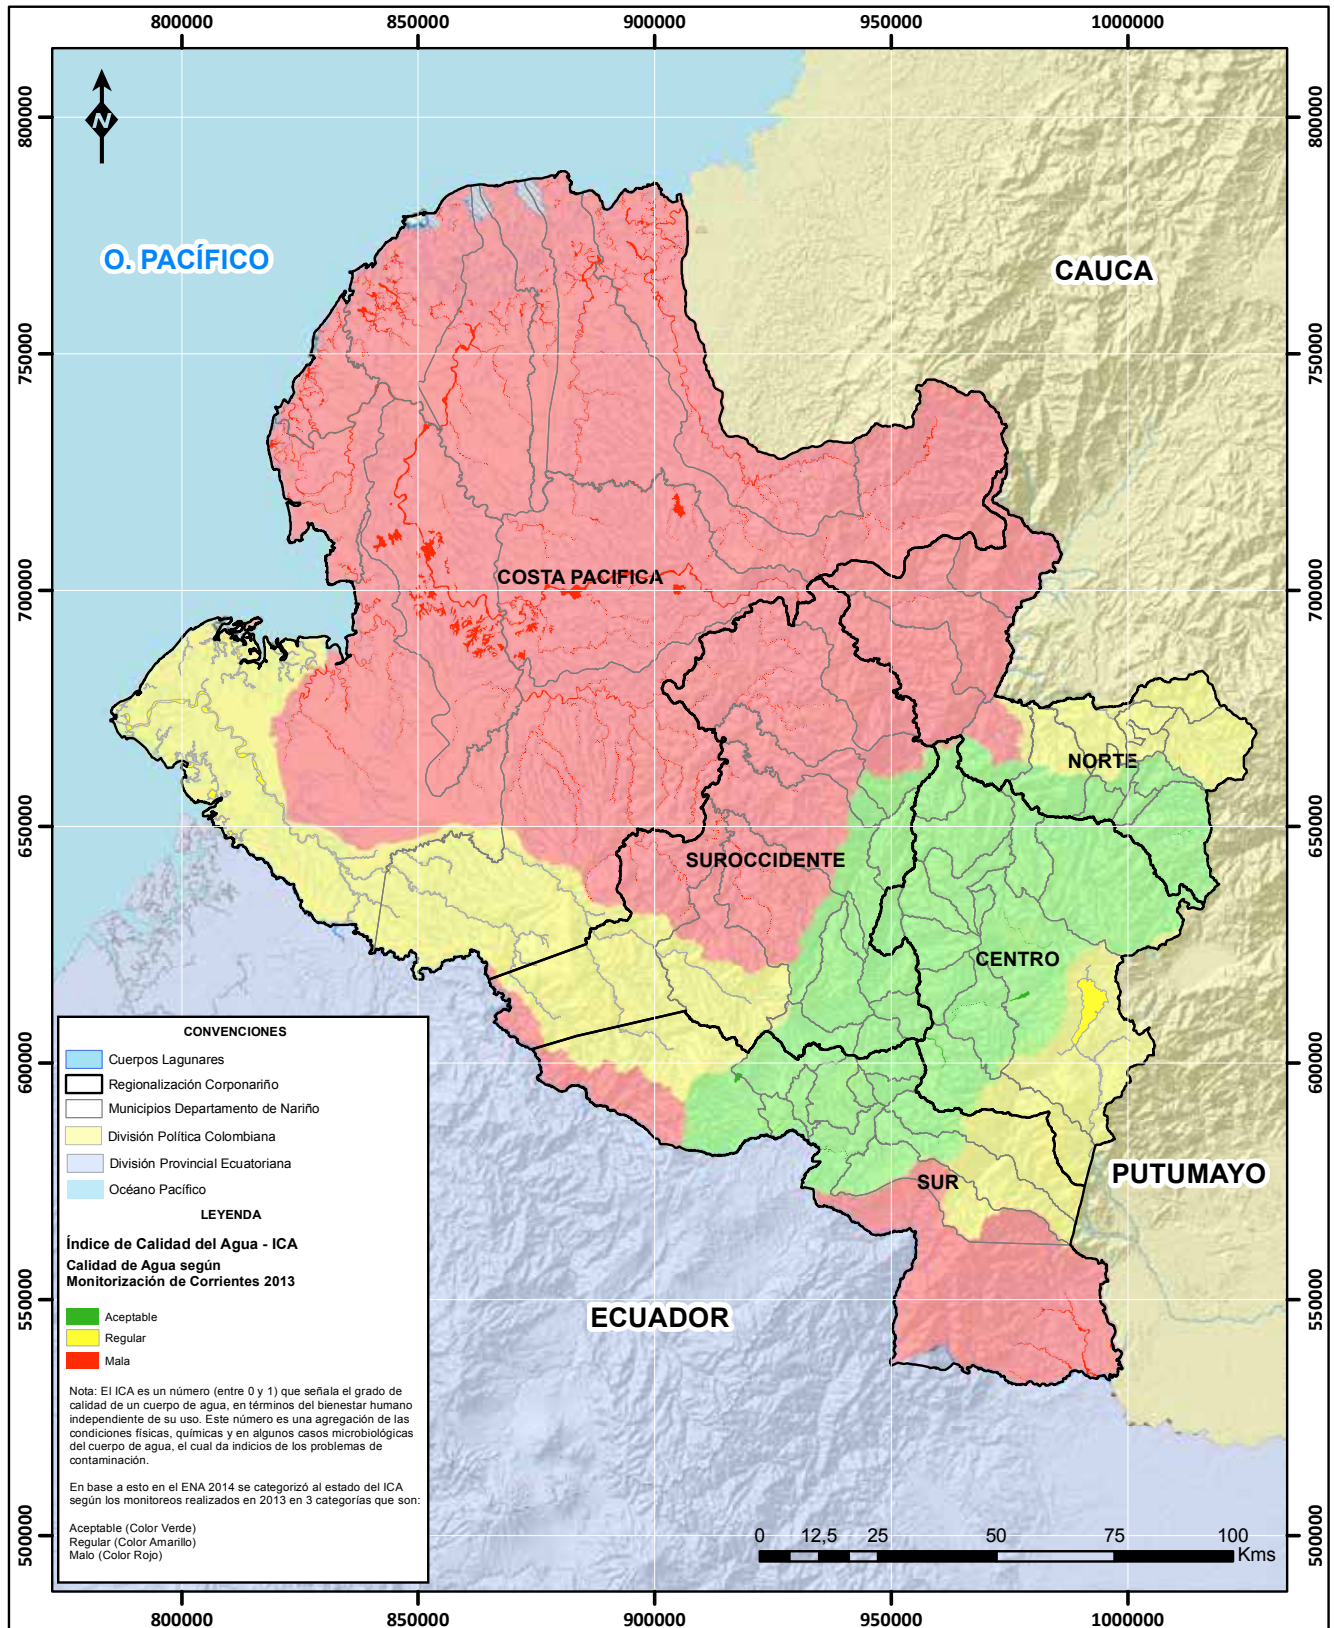 800000 850000 900000 950000 1000000
800000 800000
N
O. PACÍFICO
CAUCA
750000 750000
COSTA PACIFICA
700000 700000
NORTE
650000 650000
SUROCCIDENTE
CENTRO
600000 600000
CONVENCIONES
Cuerpos Lagunares
Regionalización Corponariño
Municipios Departamento de Nariño
División Política Colombiana
División Provincial Ecuatoriana
Océano Pacífico
PUTUMAYO
SUR
LEYENDA
Índice de Calidad del Agua - ICA
Calidad de Agua según
Monitorización de Corrientes 2013
550000 550000
Aceptable
Regular
Mala
ECUADOR
Nota: El ICA es un número (entre 0 y 1) que señala el grado de
calidad de un cuerpo de agua, en términos del bienestar humano
independiente de su uso. Este número es una agregación de las
condiciones físicas, químicas y en algunos casos microbiológicas
del cuerpo de agua, el cual da indicios de los problemas de
contaminación.
En base a esto en el ENA 2014 se categorizó al estado del ICA
según los monitoreos realizados en 2013 en 3 categorías que son:
Aceptable (Color Verde)
Regular (Color Amarillo)
Malo (Color Rojo)
500000 500000
0 12,5 25 50 75 100
Kms
800000 850000 900000 950000 1000000